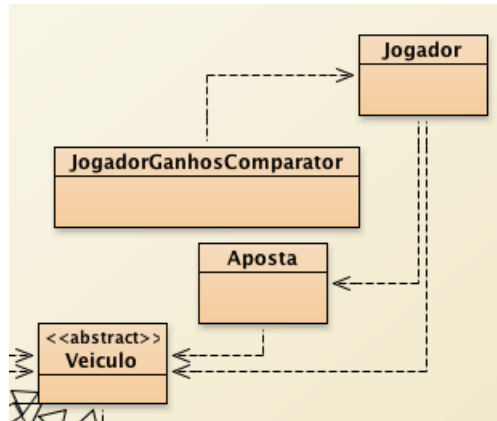 Jogador
JogadorGanhosComparator
Aposta
<<abstract>>
Veiculo